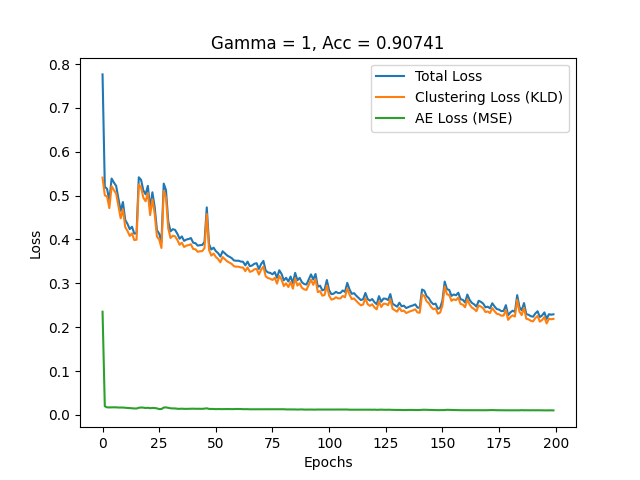 Gamma = 1, Acc = 0.90741
Total Loss
Clustering Loss (KLD)
AE Loss (MSE)
Loss
0.8
0.7
0.6
0.5
0.4
0.3
0.2
0.1
0.0
0 25 50 75 100 125 150 175 200
Epochs